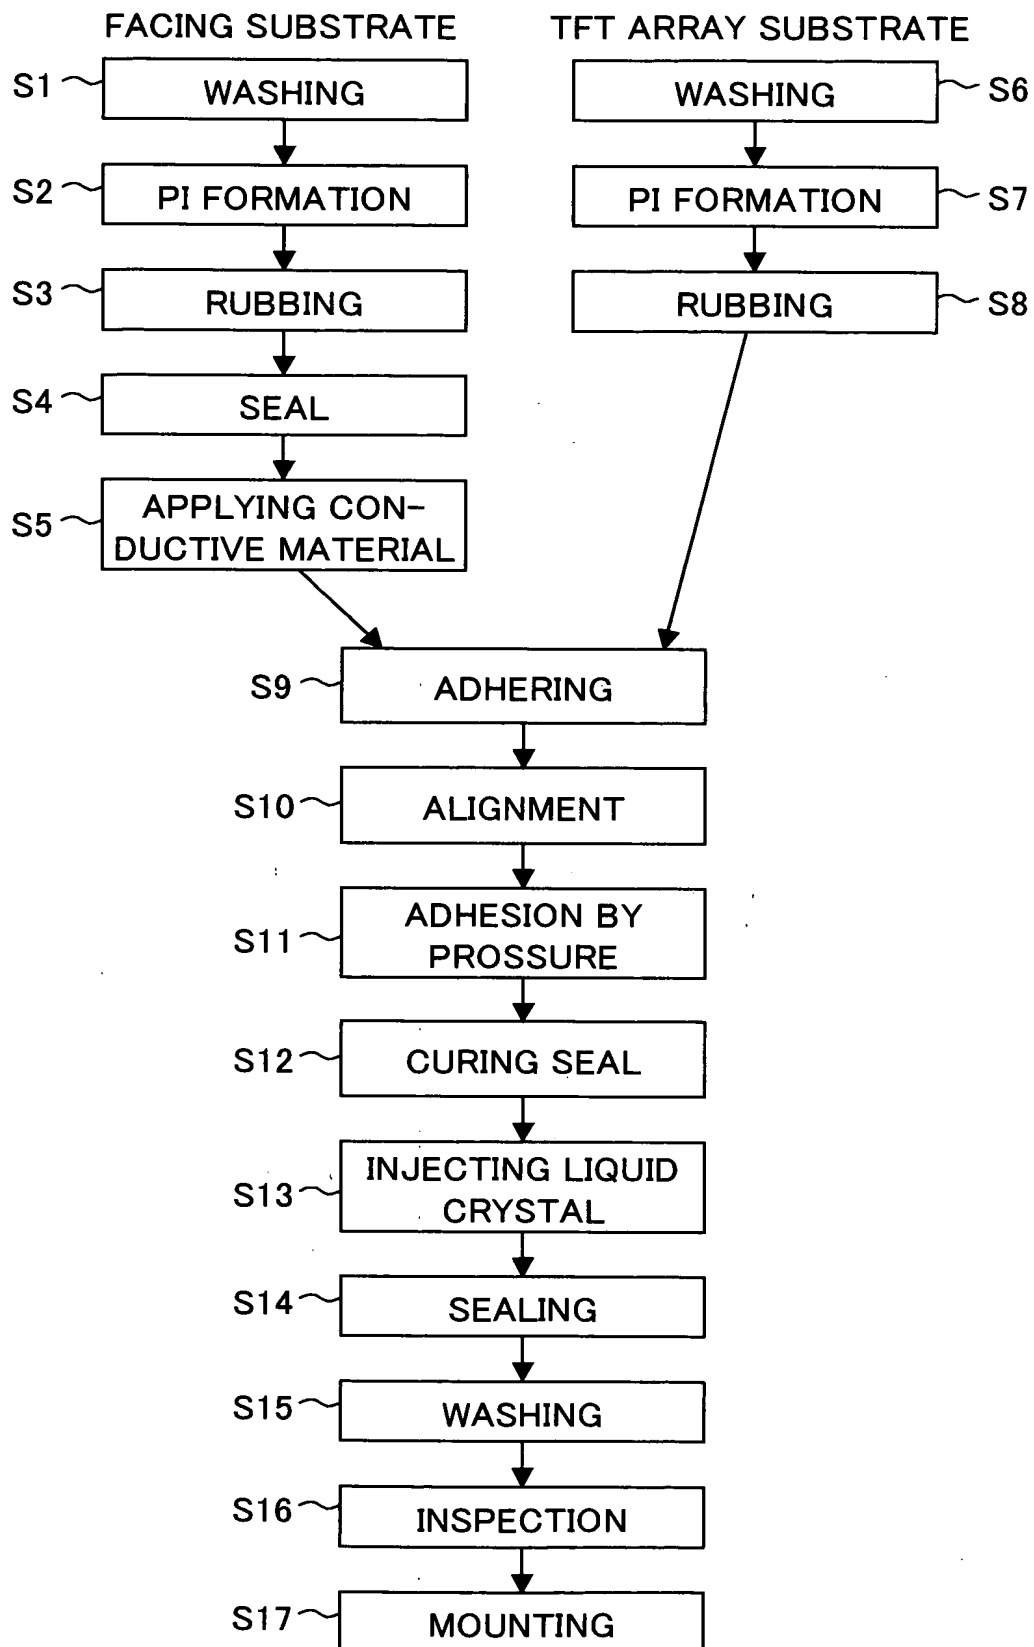 FACING SUBSTRATE
TFT ARRAY SUBSTRATE
S1
WASHING
WASHING
S6
S2
PI FORMATION
PI FORMATION
S7
S3
RUBBING
RUBBING
S8
S4
SEAL
S5
APPLYING CON-
DUCTIVE MATERIAL
S9
ADHERING
S10
ALIGNMENT
S11
ADHESION BY
PROSSURE
S12
CURING SEAL
S13
INJECTING LIQUID
CRYSTAL
S14
SEALING
S15
WASHING
S16
INSPECTION
S17
MOUNTING